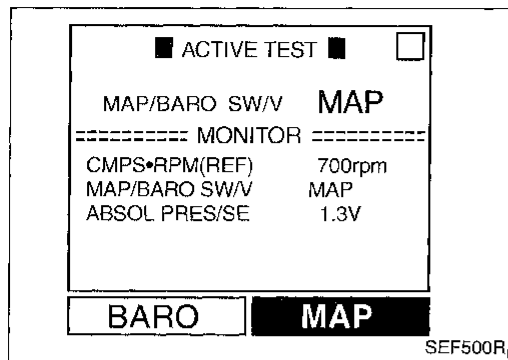 ■ ACTIVE TEST ■ □
MAP/BARO SW/V MAP
========= MONITOR =========
CMPS•RPM(REF) 700rpm
MAP/BARO SW/V MAP
ABSOL PRES/SE 1.3V
BARO MAP
SEF500R